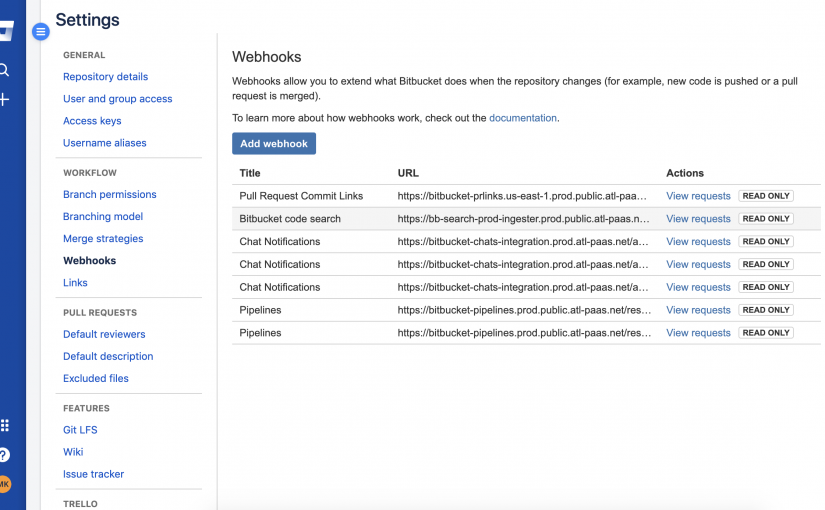 Settings
GENERAL
Repository details
User and group access
Access keys
Username aliases
WORKFLOW
Branch permissions
Branching model
Merge strategies
Webhooks
Links
PULL REQUESTS
Default reviewers
Default description
Excluded files
FEATURES
Git LFS
Wiki
Issue tracker
TRELLO
?
MK
Webhooks
Webhooks allow you to extend what Bitbucket does when the repository changes (for example, new code is pushed or a pull
request is merged).
To learn more about how webhooks work, check out the documentation.
Add webhook
Title URL Actions
Pull Request Commit Links https://bitbucket-prlinks.us-east-1.prod.public.atl-paa… View requests READ ONLY
Bitbucket code search https://bb-search-prod-ingester.prod.public.atl-paas.n… View requests READ ONLY
Chat Notifications https://bitbucket-chats-integration.prod.atl-paas.net/a… View requests READ ONLY
Chat Notifications https://bitbucket-chats-integration.prod.atl-paas.net/a… View requests READ ONLY
Chat Notifications https://bitbucket-chats-integration.prod.atl-paas.net/a… View requests READ ONLY
Pipelines https://bitbucket-pipelines.prod.public.atl-paas.net/res… View requests READ ONLY
Pipelines https://bitbucket-pipelines.prod.public.atl-paas.net/res… View requests READ ONLY